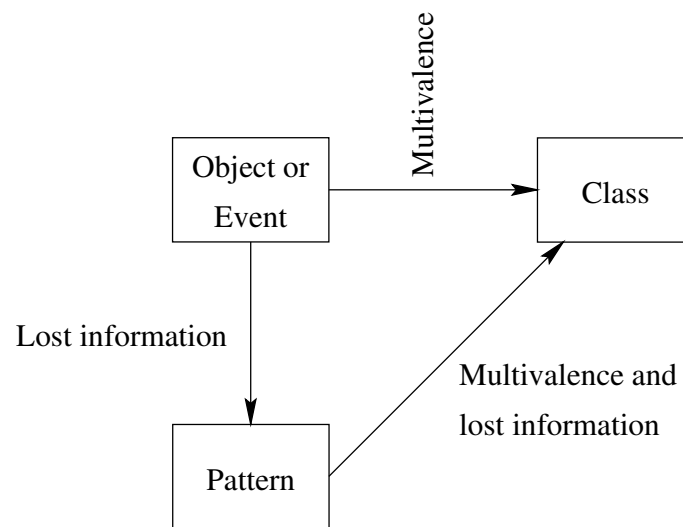 Multivalence
Object or
Event
Class
Lost information
Multivalence and
lost information
Pattern